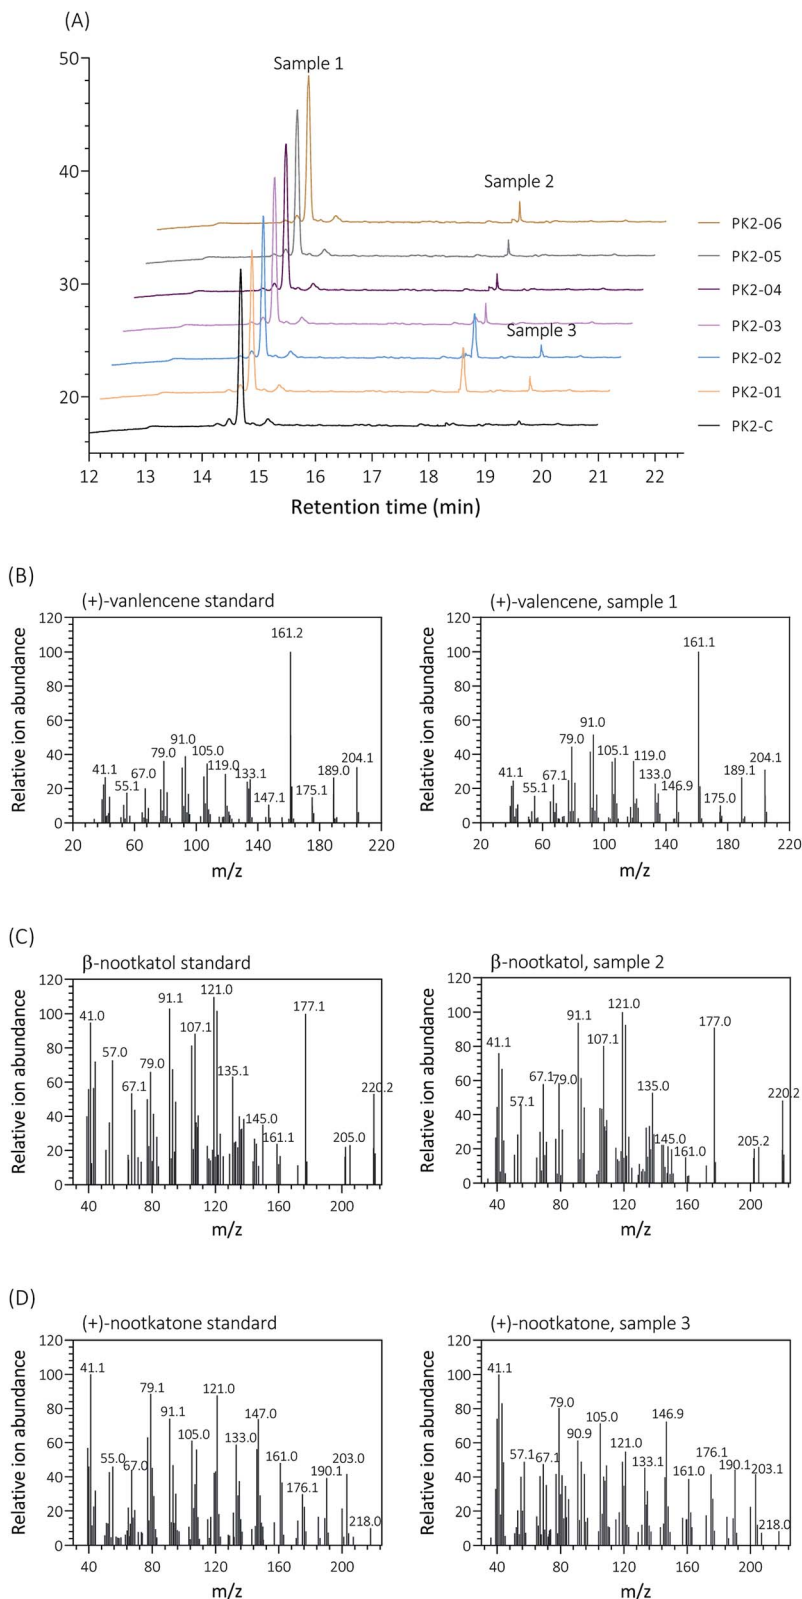 (A)
50
40
30
20
Sample 1
Sample 2
Sample 3
PK2-06
PK2-05
PK2-04
PK2-03
PK2-02
PK2-01
PK2-C
12 13 14 15 16 17 18 19 20 21 22
Retention time (min)
(B)
(+)-vanlencene standard
Relative ion abundance
120
100
80
60
40
20
0
41.1 55.1 67.0 79.0 91.0 105.0 119.0 133.1 147.1 161.2 175.1 189.0 204.1
20 60 100 140 180 220
m/z
(+)-valencene, sample 1
Relative ion abundance
120
100
80
60
40
20
0
41.1 55.1 67.1 79.0 91.0 105.1 119.0 133.0 146.9 161.1 175.0 189.1 204.1
20 60 100 140 180 220
m/z
(C)
β-nootkatol standard
Relative ion abundance
120
100
80
60
40
20
0
41.0 57.0 67.1 79.0 91.1 107.1 121.0 135.1 145.0 161.1 177.1 205.0 220.2
40 80 120 160 200
m/z
β-nootkatol, sample 2
Relative ion abundance
120
100
80
60
40
20
0
41.1 57.1 67.1 79.0 91.1 107.1 121.0 135.0 145.0 161.0 177.0 205.2 220.2
40 80 120 160 200
m/z
(D)
(+)-nootkatone standard
Relative ion abundance
120
100
80
60
40
20
0
41.1 55.0 67.0 79.1 91.1 105.0 121.0 133.0 147.0 161.0 176.1 190.1 203.0 218.0
40 80 120 160 200
m/z
(+)-nootkatone, sample 3
Relative ion abundance
120
100
80
60
40
20
0
41.1 57.1 67.1 79.0 90.9 105.0 121.0 133.1 146.9 161.0 176.1 190.1 203.1 218.0
40 80 120 160 200
m/z